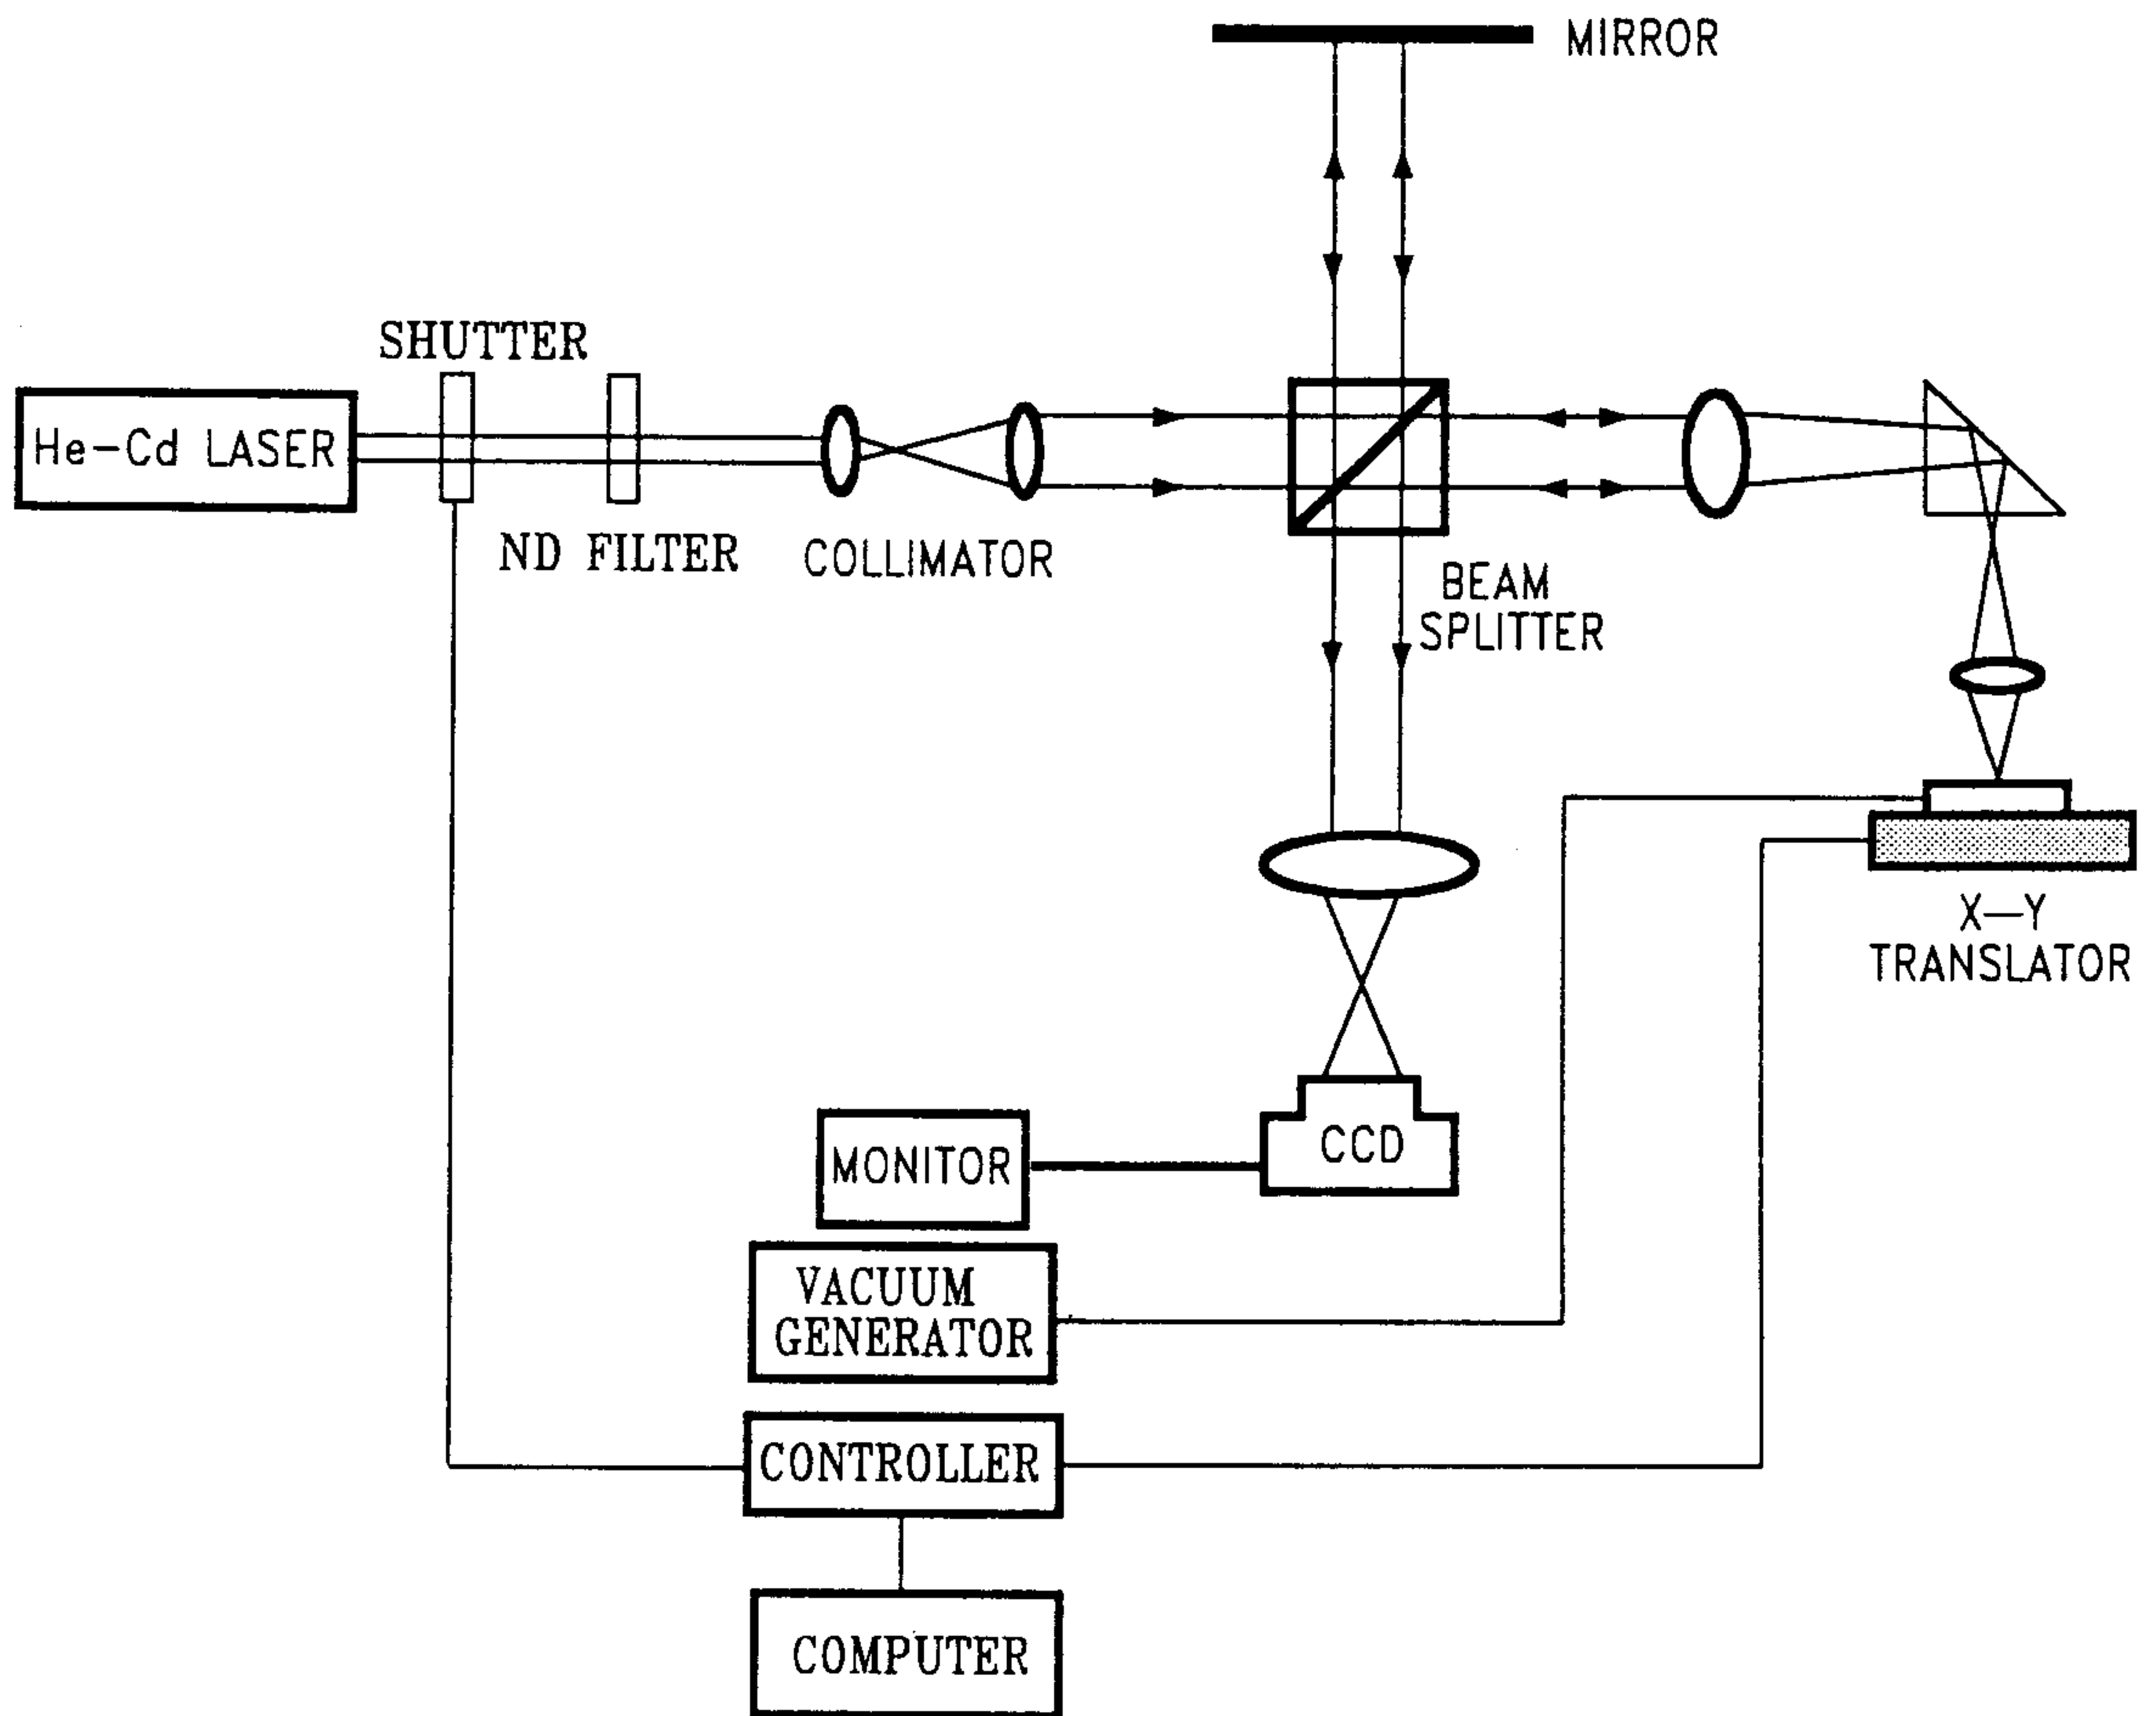 MIRROR
SHUTTER
He-Cd LASER
ND FILTER
COLLIMATOR
BEAM
SPLITTER
X-Y
TRANSLATOR
CCD
MONITOR
VACUUM
GENERATOR
CONTROLLER
COMPUTER